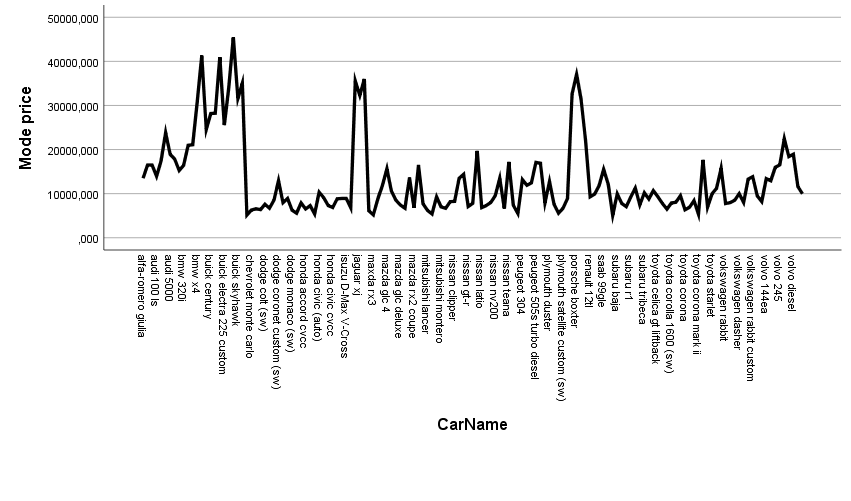 50000,000
40000,000
30000,000
20000,000
10000,000
,000
Mode price
alfa-romero giulia
audi 100 ls
audi 5000
bmw 320i
bmw x4
buick century
buick electra 225 custom
buick skyhawk
chevrolet monte carlo
dodge colt (sw)
dodge coronet custom (sw)
dodge monaco (sw)
honda accord cvcc
honda civic (auto)
honda civic cvcc
isuzu D-Max V-Cross
jaguar xj
maxda rx3
mazda glc 4
mazda glc deluxe
mazda rx2 coupe
mitsubishi lancer
mitsubishi montero
nissan clipper
nissan gt-r
nissan latio
nissan nv200
nissan teana
peugeot 304
peugeot 505s turbo diesel
plymouth duster
plymouth satellite custom (sw)
porsche boxter
renault 12tl
saab 99gle
subaru baja
subaru r1
subaru tribeca
toyota celica gt liftback
toyota corolla 1600 (sw)
toyota corona
toyota corona mark ii
toyota starlet
vokswagen rabbit
volkswagen dasher
volkswagen rabbit custom
volvo 144ea
volvo 245
volvo diesel
CarName